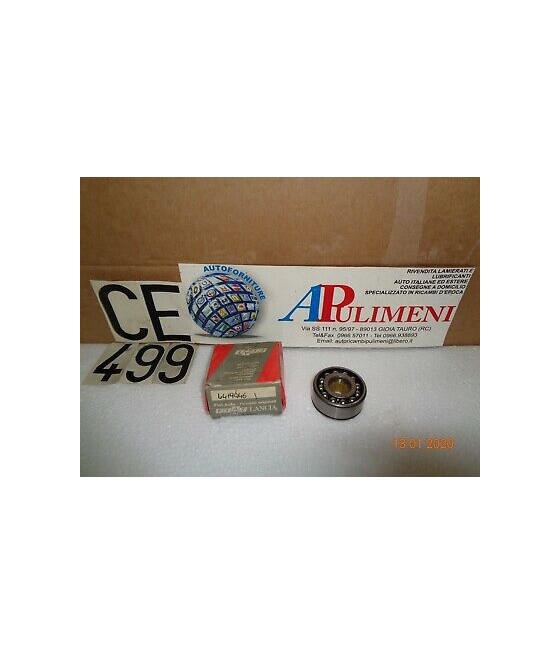 CE
499
AUTOFORNITURE
RIVENDITA LAMIERATI E
LUBRIFICANTI
AUTO ITALIANE ED ESTERE
CONSEGNE A DOMICILIO
SPECIALIZZATO IN RICAMBI D'EPOCA
APULIMENI
Via SS 111 n. 95/97 - 89013 GIOIA TAURO (RC)
Tel&Fax. 0966.57011 - Tel. 0966.938693
Email: autoricambipulimeni@libero.it
LANCIA
13 01 2020